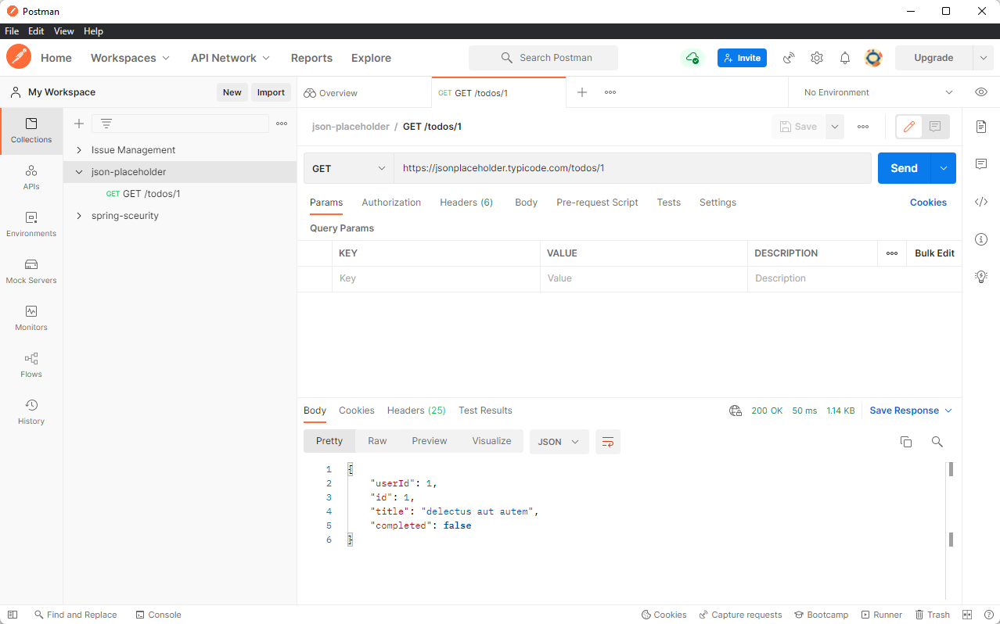 Postman
File Edit View Help
Home Workspaces API Network Reports Explore Search Postman Invite Upgrade
My Workspace New Import Overview GET GET /todos/1 No Environment
Collections
APIs
Environments
Mock Servers
Monitors
Flows
History
Issue Management
json-placeholder
GET GET /todos/1
spring-sceurity
json-placeholder / GET /todos/1 Save
GET https://jsonplaceholder.typicode.com/todos/1 Send
Params Authorization Headers (6) Body Pre-request Script Tests Settings Cookies
Query Params
KEY VALUE DESCRIPTION Bulk Edit
Key Value Description
Body Cookies Headers (25) Test Results 200 OK 50 ms 1.14 KB Save Response
Pretty Raw Preview Visualize JSON
1 {
2 "userId": 1,
3 "id": 1,
4 "title": "delectus aut autem",
5 "completed": false
6 }
Find and Replace Console Cookies Capture requests Bootcamp Runner Trash